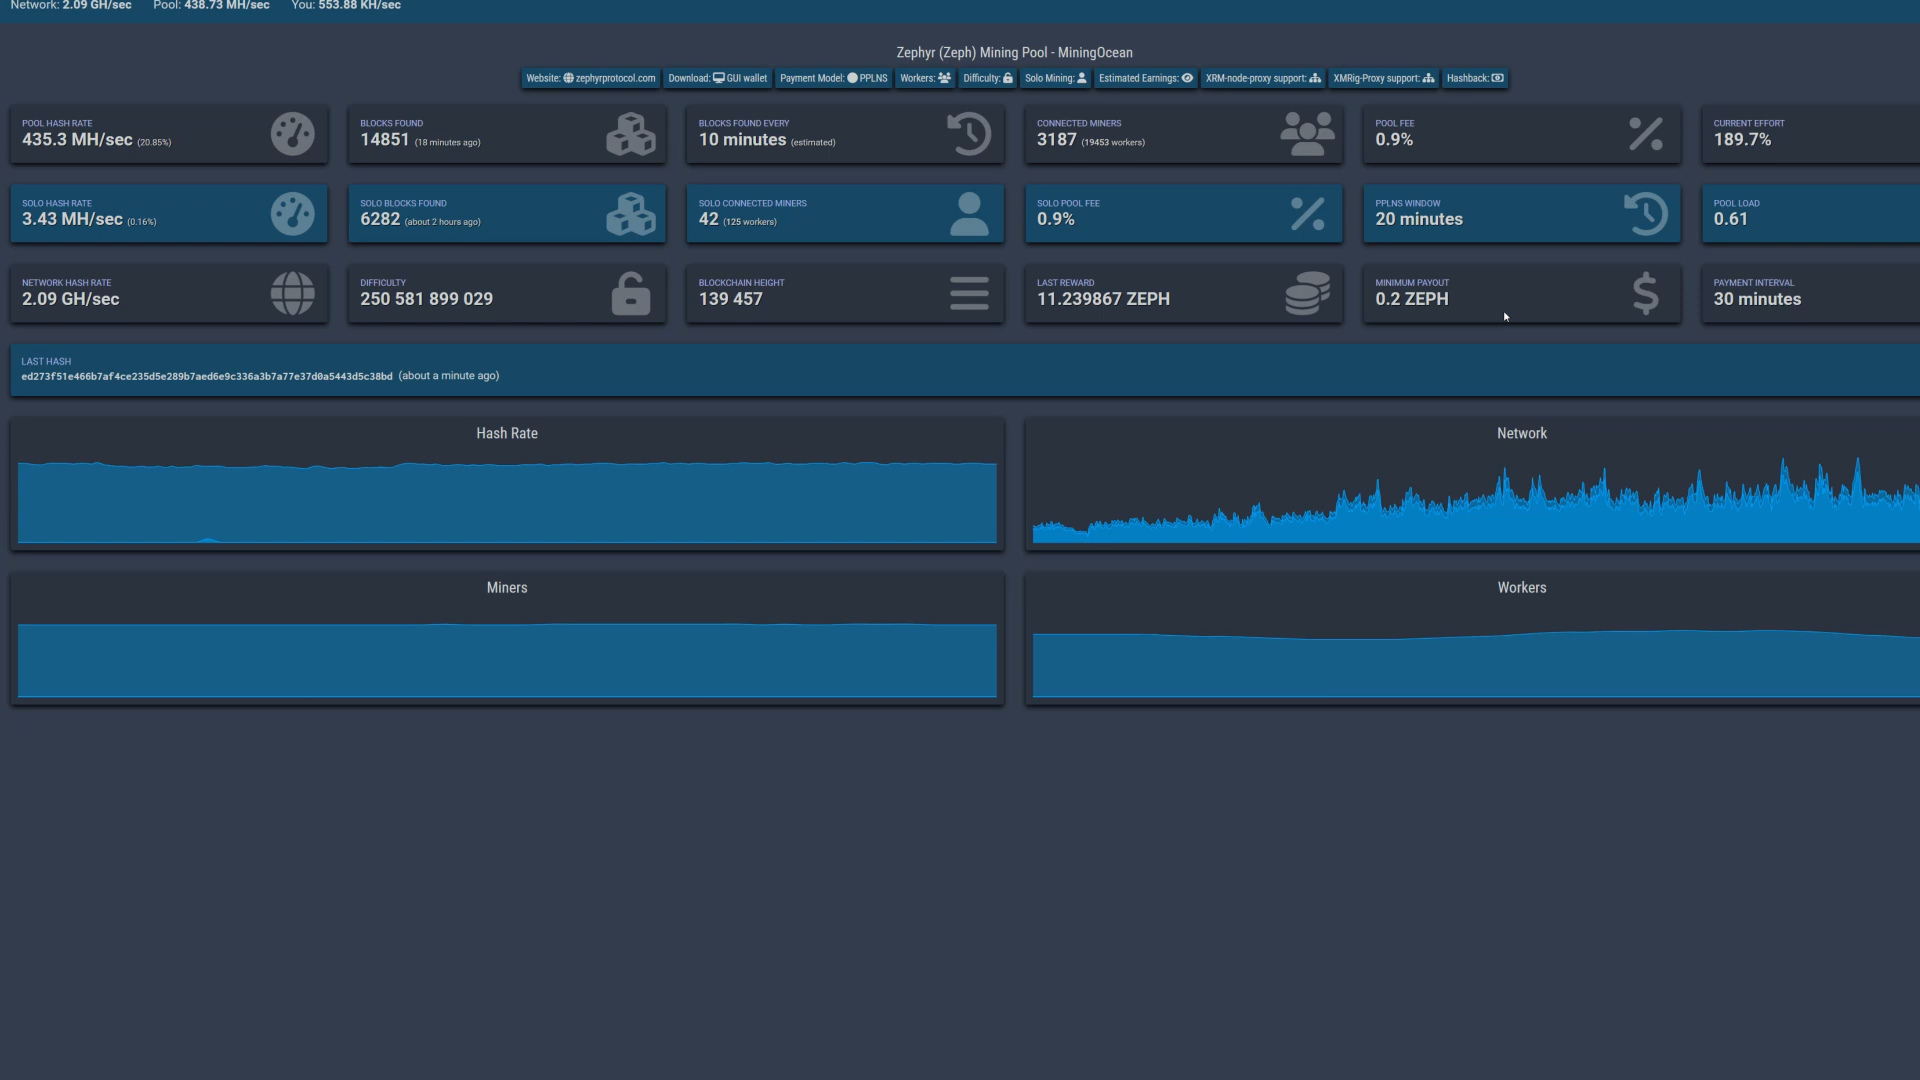 Network: 2.09 GH/sec Pool: 438.73 MH/sec You: 553.88 KH/sec
Zephyr (Zeph) Mining Pool - MiningOcean
Website: zephyrprotocol.com Download: GUI wallet Payment Model: PPLNS Workers: Difficulty: Solo Mining: Estimated Earnings: XRM-node-proxy support: XMRig-Proxy support: Hashback:
POOL HASH RATE
435.3 MH/sec (20.85%)
BLOCKS FOUND
14851 (18 minutes ago)
BLOCKS FOUND EVERY
10 minutes (estimated)
CONNECTED MINERS
3187 (19453 workers)
POOL FEE
0.9%
CURRENT EFFORT
189.7%
SOLO HASH RATE
3.43 MH/sec (0.16%)
SOLO BLOCKS FOUND
6282 (about 2 hours ago)
SOLO CONNECTED MINERS
42 (125 workers)
SOLO POOL FEE
0.9%
PPLNS WINDOW
20 minutes
POOL LOAD
0.61
NETWORK HASH RATE
2.09 GH/sec
DIFFICULTY
250 581 899 029
BLOCKCHAIN HEIGHT
139 457
LAST REWARD
11.239867 ZEPH
MINIMUM PAYOUT
0.2 ZEPH
PAYMENT INTERVAL
30 minutes
LAST HASH
ed273f51e466b7af4ce235d5e289b7aed6e9c336a3b7a77e37d0a5443d5c38bd (about a minute ago)
Hash Rate
Network
Miners
Workers